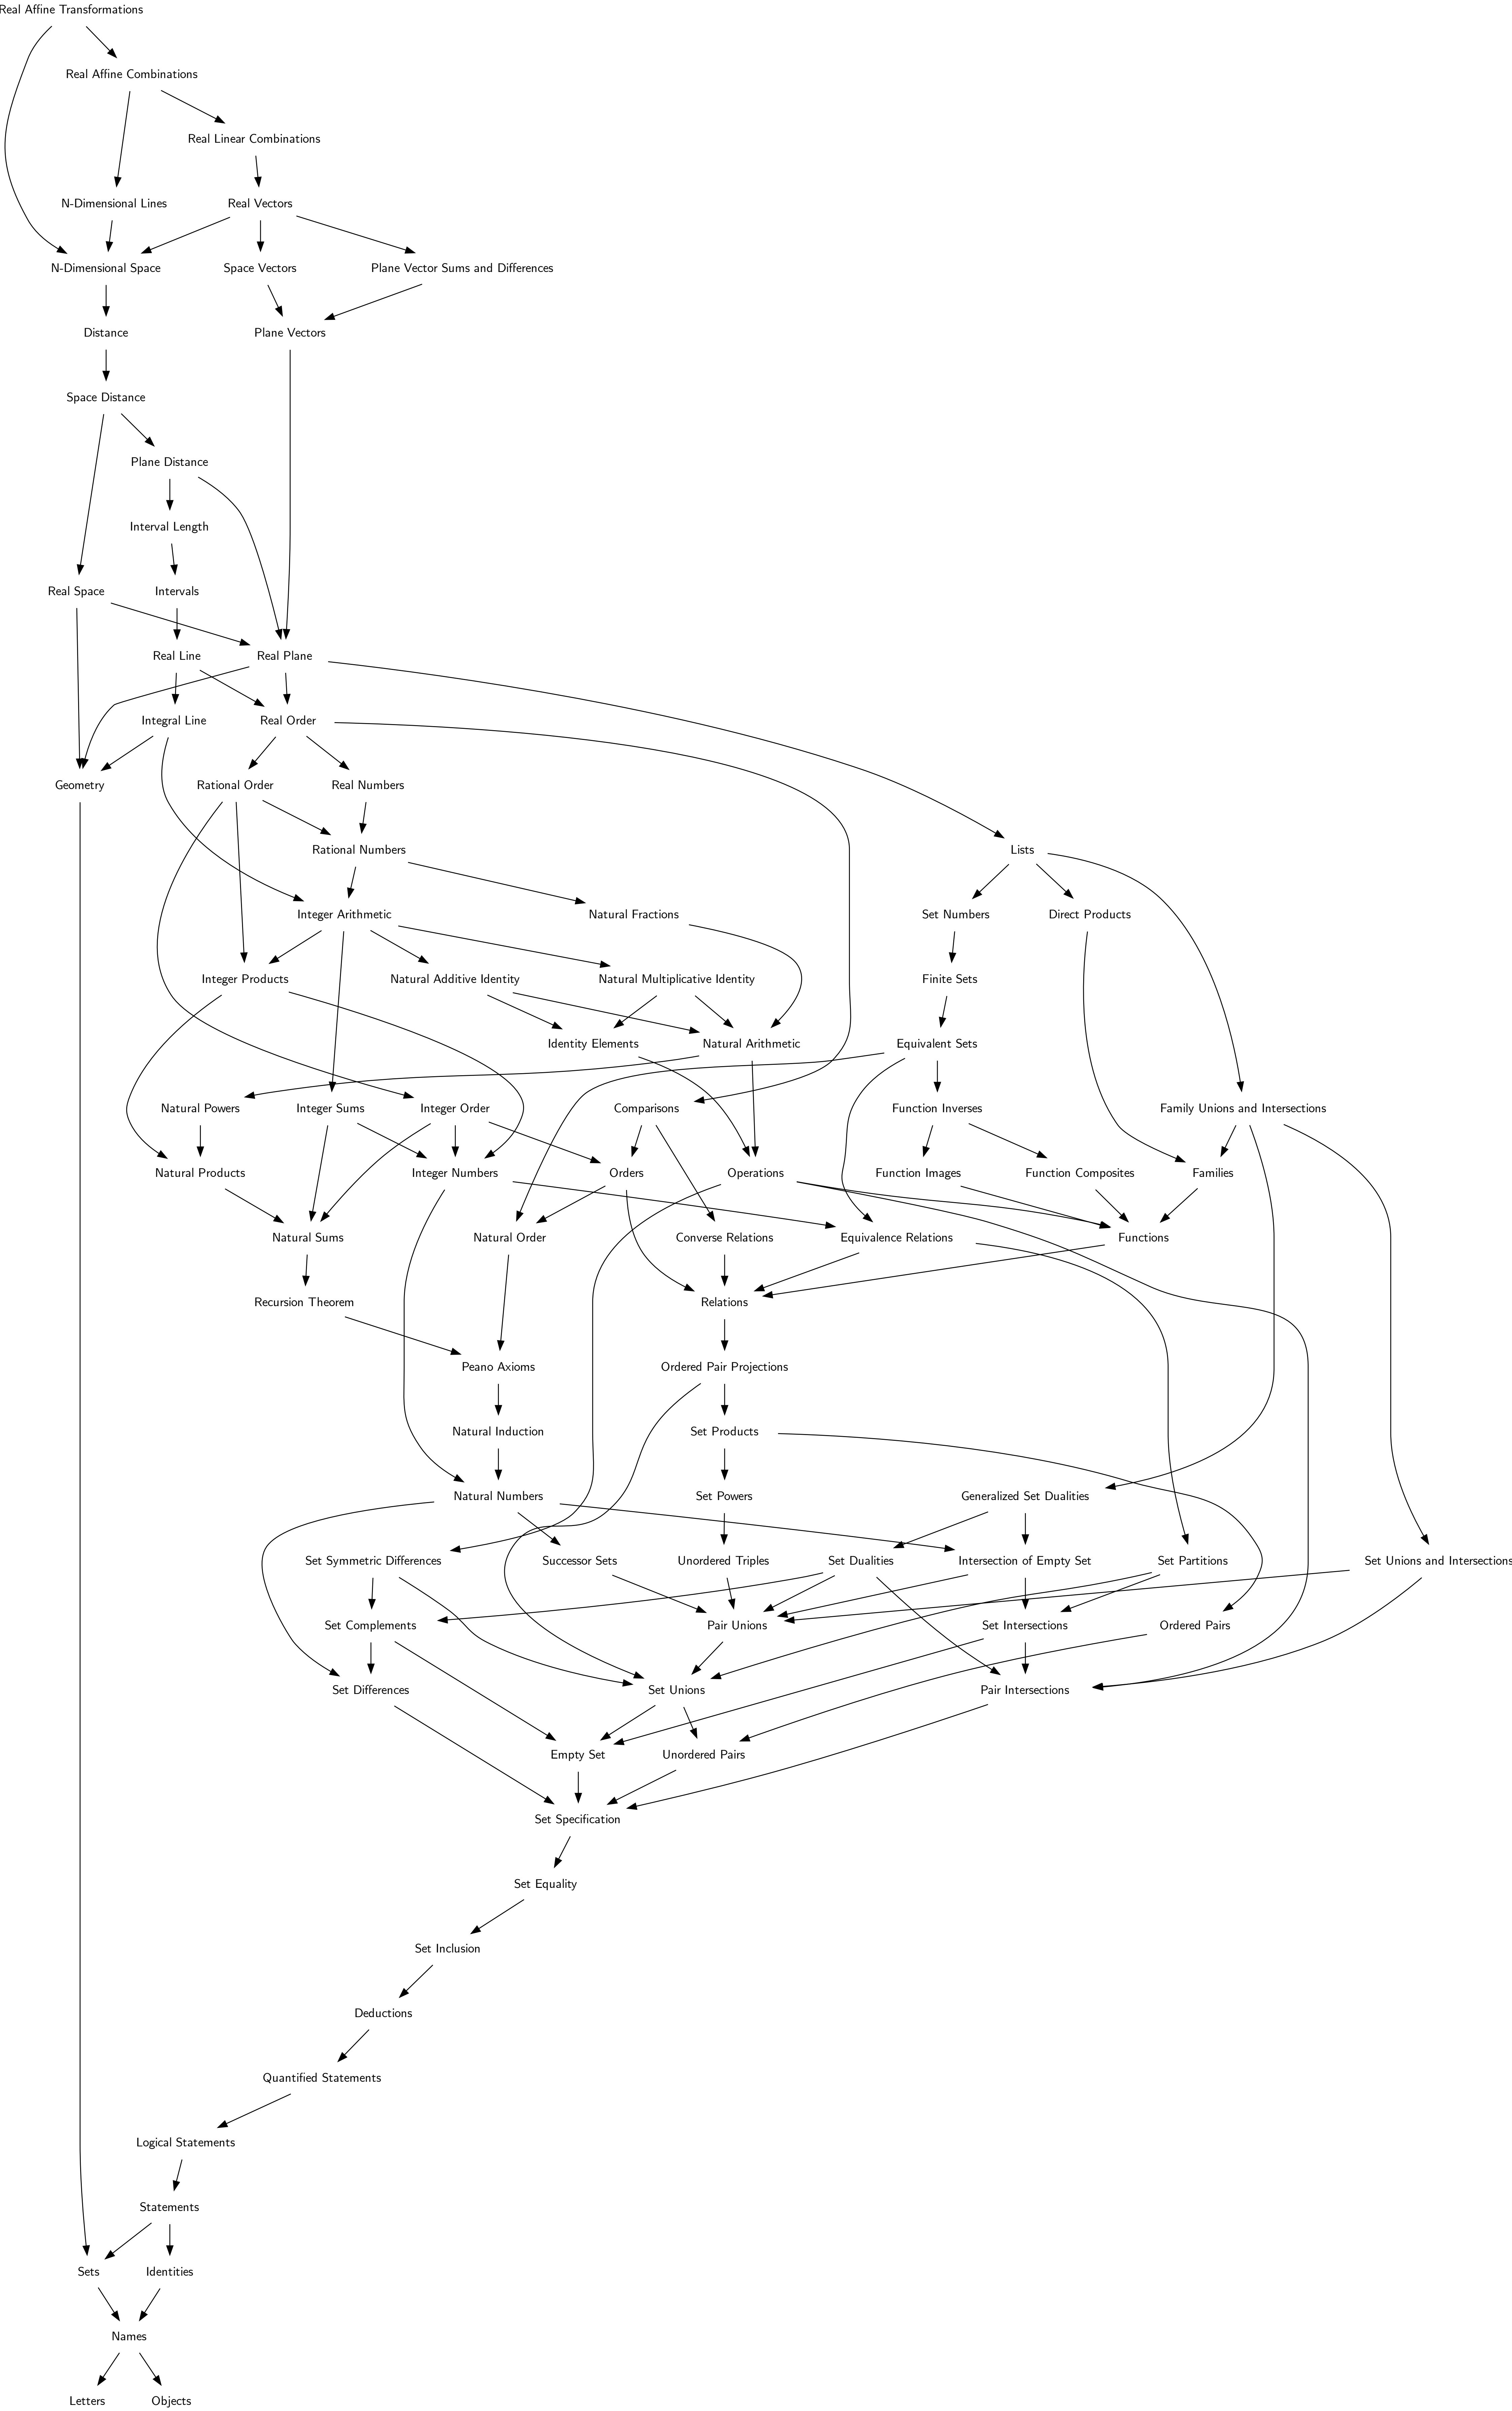 Real Affine Transformations
Real Affine Combinations
Real Linear Combinations
N-Dimensional Lines
Real Vectors
N-Dimensional Space
Space Vectors
Plane Vector Sums and Differences
Distance
Plane Vectors
Space Distance
Plane Distance
Interval Length
Real Space
Intervals
Real Line
Real Plane
Integral Line
Real Order
Geometry
Rational Order
Real Numbers
Rational Numbers
Lists
Integer Arithmetic
Natural Fractions
Set Numbers
Direct Products
Integer Products
Natural Additive Identity
Natural Multiplicative Identity
Finite Sets
Identity Elements
Natural Arithmetic
Equivalent Sets
Natural Powers
Integer Sums
Integer Order
Comparisons
Function Inverses
Family Unions and Intersections
Natural Products
Integer Numbers
Orders
Operations
Function Images
Function Composites
Families
Natural Sums
Natural Order
Converse Relations
Equivalence Relations
Functions
Recursion Theorem
Relations
Peano Axioms
Ordered Pair Projections
Natural Induction
Set Products
Natural Numbers
Set Powers
Generalized Set Dualities
Set Symmetric Differences
Successor Sets
Unordered Triples
Set Dualities
Intersection of Empty Set
Set Partitions
Set Unions and Intersections
Set Complements
Pair Unions
Set Intersections
Ordered Pairs
Set Differences
Set Unions
Pair Intersections
Empty Set
Unordered Pairs
Set Specification
Set Equality
Set Inclusion
Deductions
Quantified Statements
Logical Statements
Statements
Sets
Identities
Names
Letters
Objects